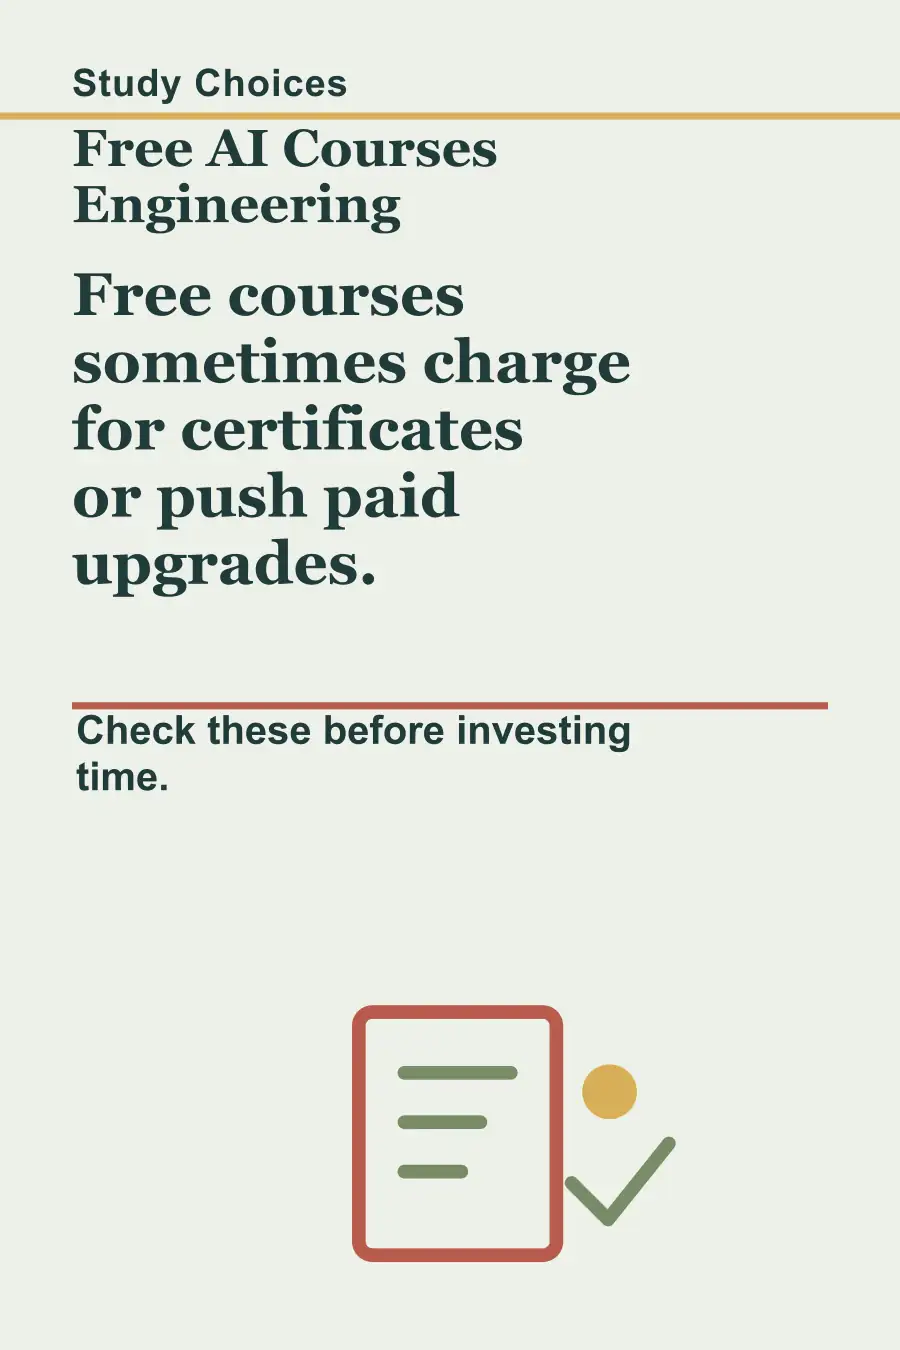 Study Choices
Free AI Courses
Engineering
Free courses
sometimes charge
for certificates
or push paid
upgrades.
Check these before investing
time.